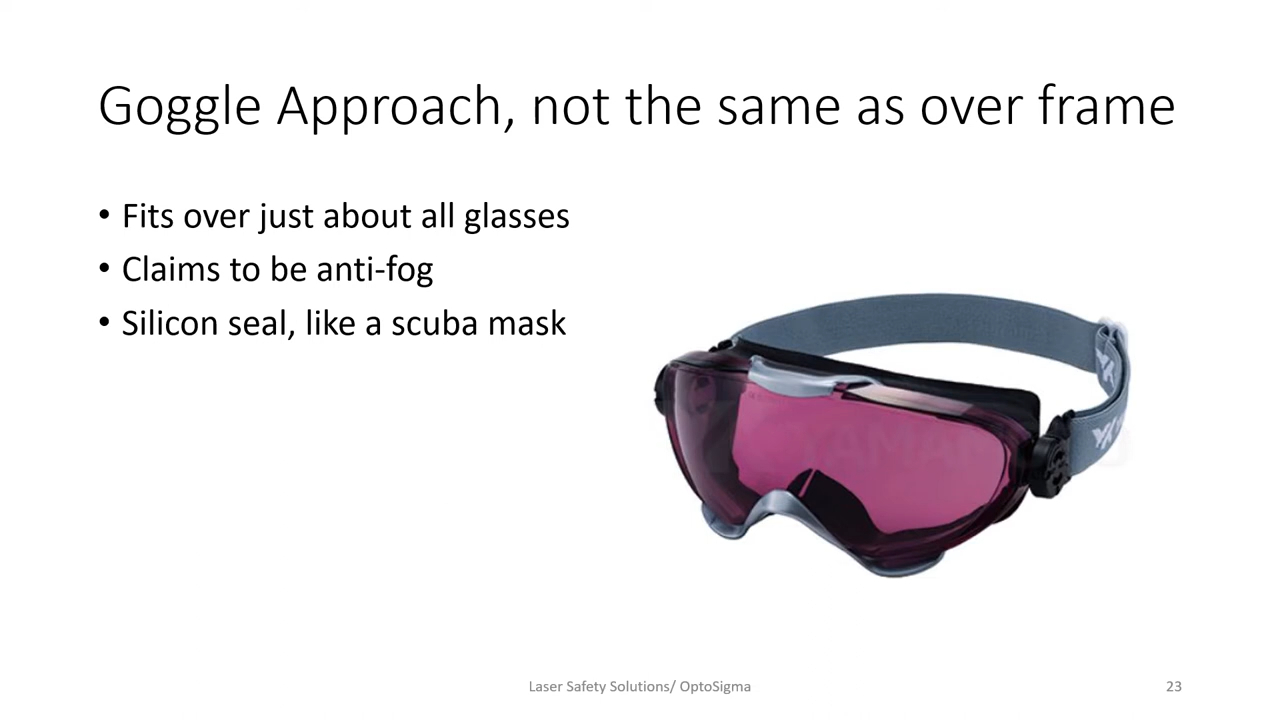 Goggle Approach, not the same as over frame
• Fits over just about all glasses
• Claims to be anti-fog
• Silicon seal, like a scuba mask
Laser Safety Solutions/ OptoSigma
23